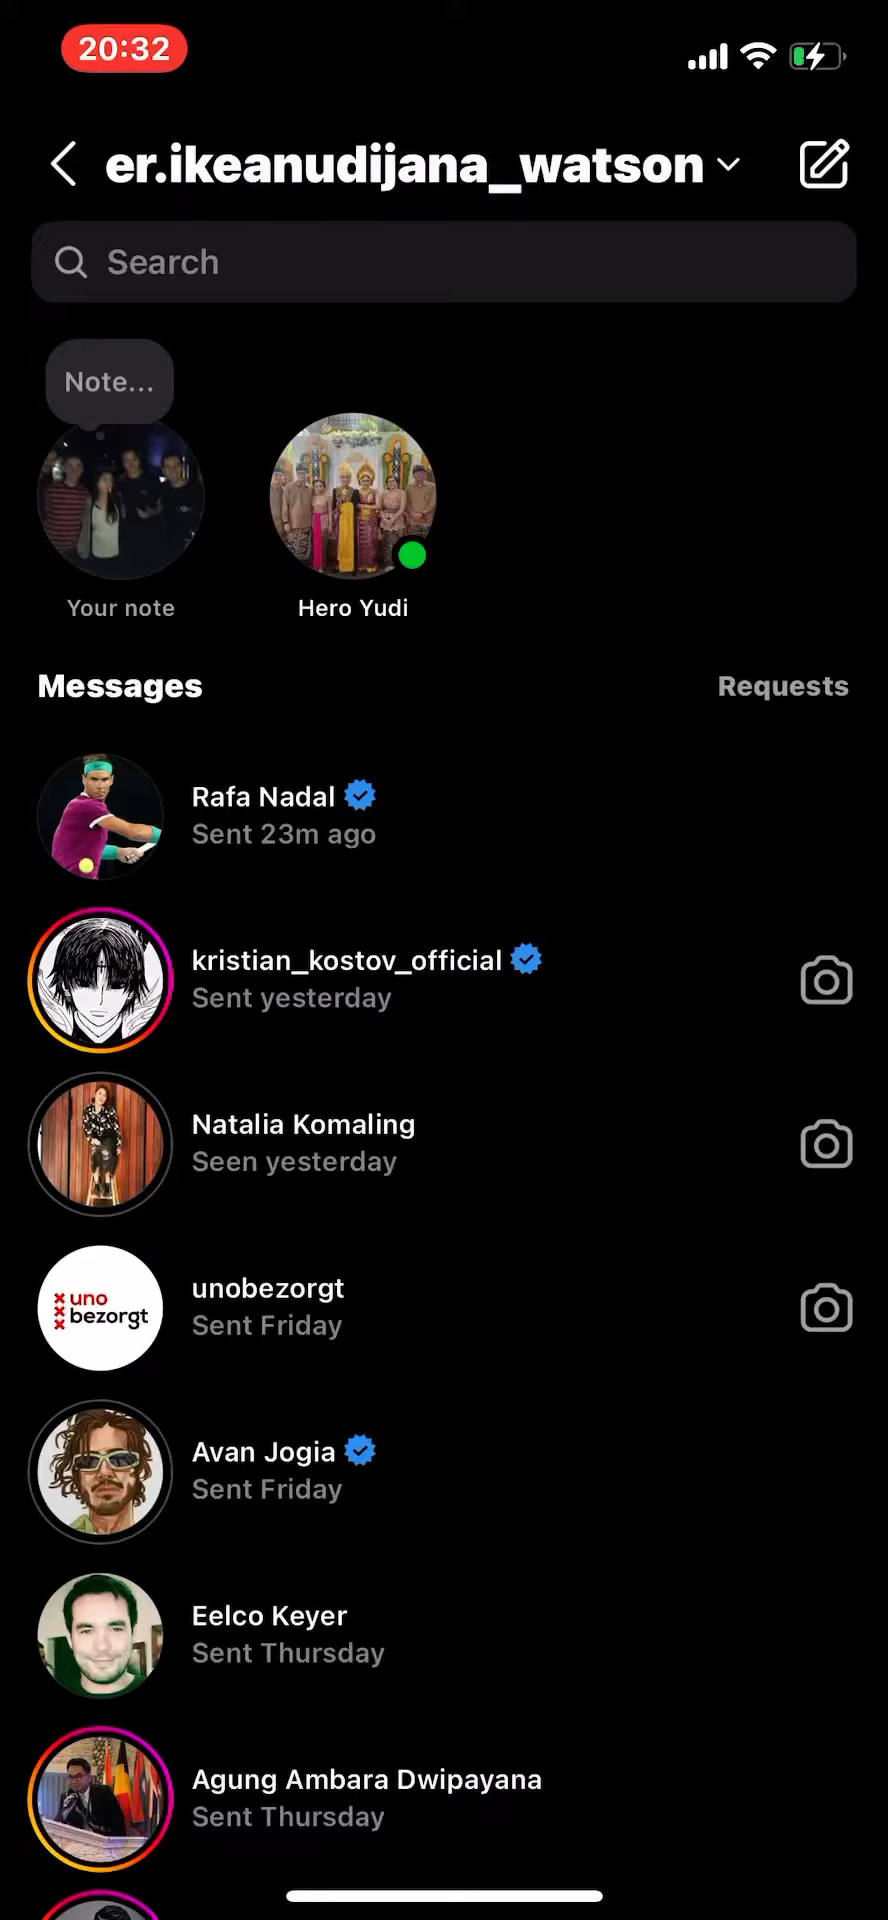 20:32
er.ikeanudijana_watson
Search
Note...
Your note
Hero Yudi
Messages
Requests
Rafa Nadal
Sent 23m ago
kristian_kostov_official
Sent yesterday
Natalia Komaling
Seen yesterday
uno
bezorgt
unobezorgt
Sent Friday
Avan Jogia
Sent Friday
Eelco Keyer
Sent Thursday
Agung Ambara Dwipayana
Sent Thursday